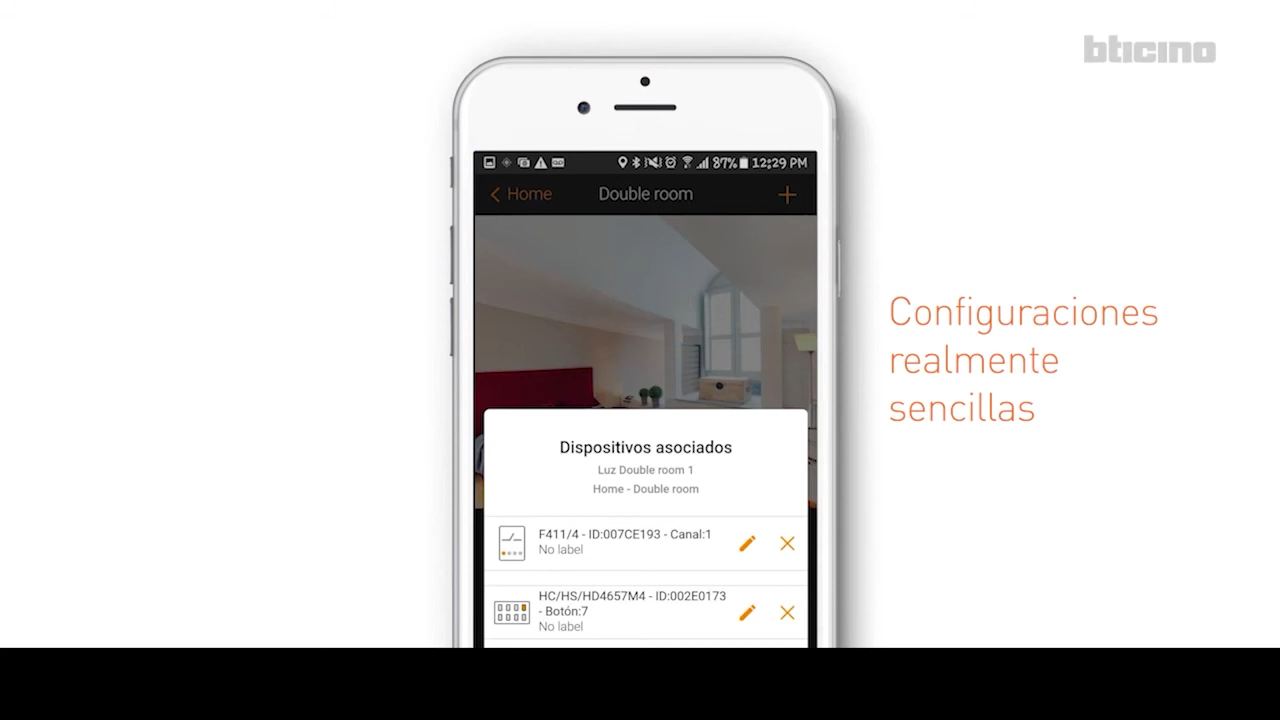 bticino
87% 12:29 PM
Home Double room
Configuraciones
realmente
sencillas
Dispositivos asociados
Luz Double room 1
Home - Double room
F411/4 - ID:007CE193 - Canal:1
No label
HC/HS/HD4657M4 - ID:002E0173
- Botón:7
No label